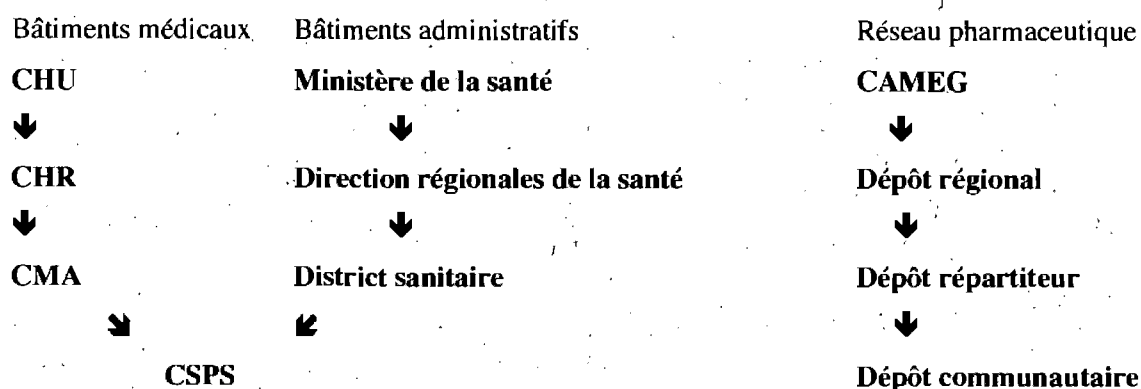 Bâtiments médicaux Bâtiments administratifs Réseau pharmaceutique
CHU Ministère de la santé CAMEG
CHR Direction régionales de la santé Dépôt régional
CMA District sanitaire Dépôt répartiteur
CSPS Dépôt communautaire